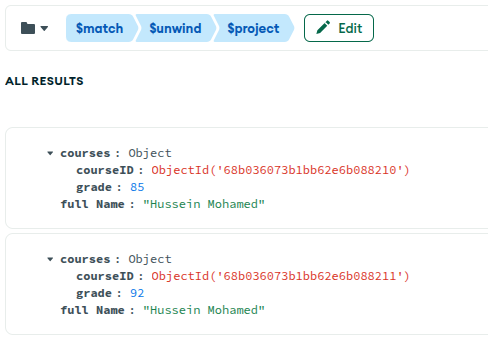 $match $unwind $project Edit
ALL RESULTS
courses : Object
courseID : ObjectId('68b036073b1bb62e6b088210')
grade : 85
full Name : "Hussein Mohamed"
courses : Object
courseID : ObjectId('68b036073b1bb62e6b088211')
grade : 92
full Name : "Hussein Mohamed"